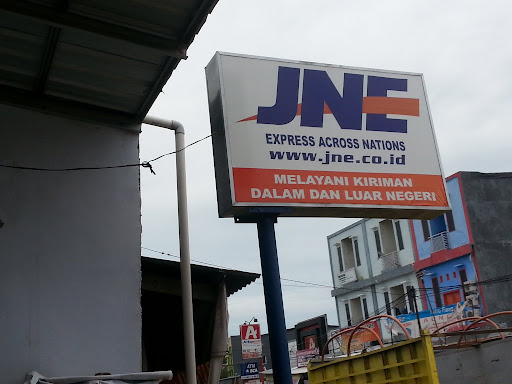 JNE
EXPRESS ACROSS NATIONS
www.jne.co.id
MELAYANI KIRIMAN
DALAM DAN LUAR NEGERI
A